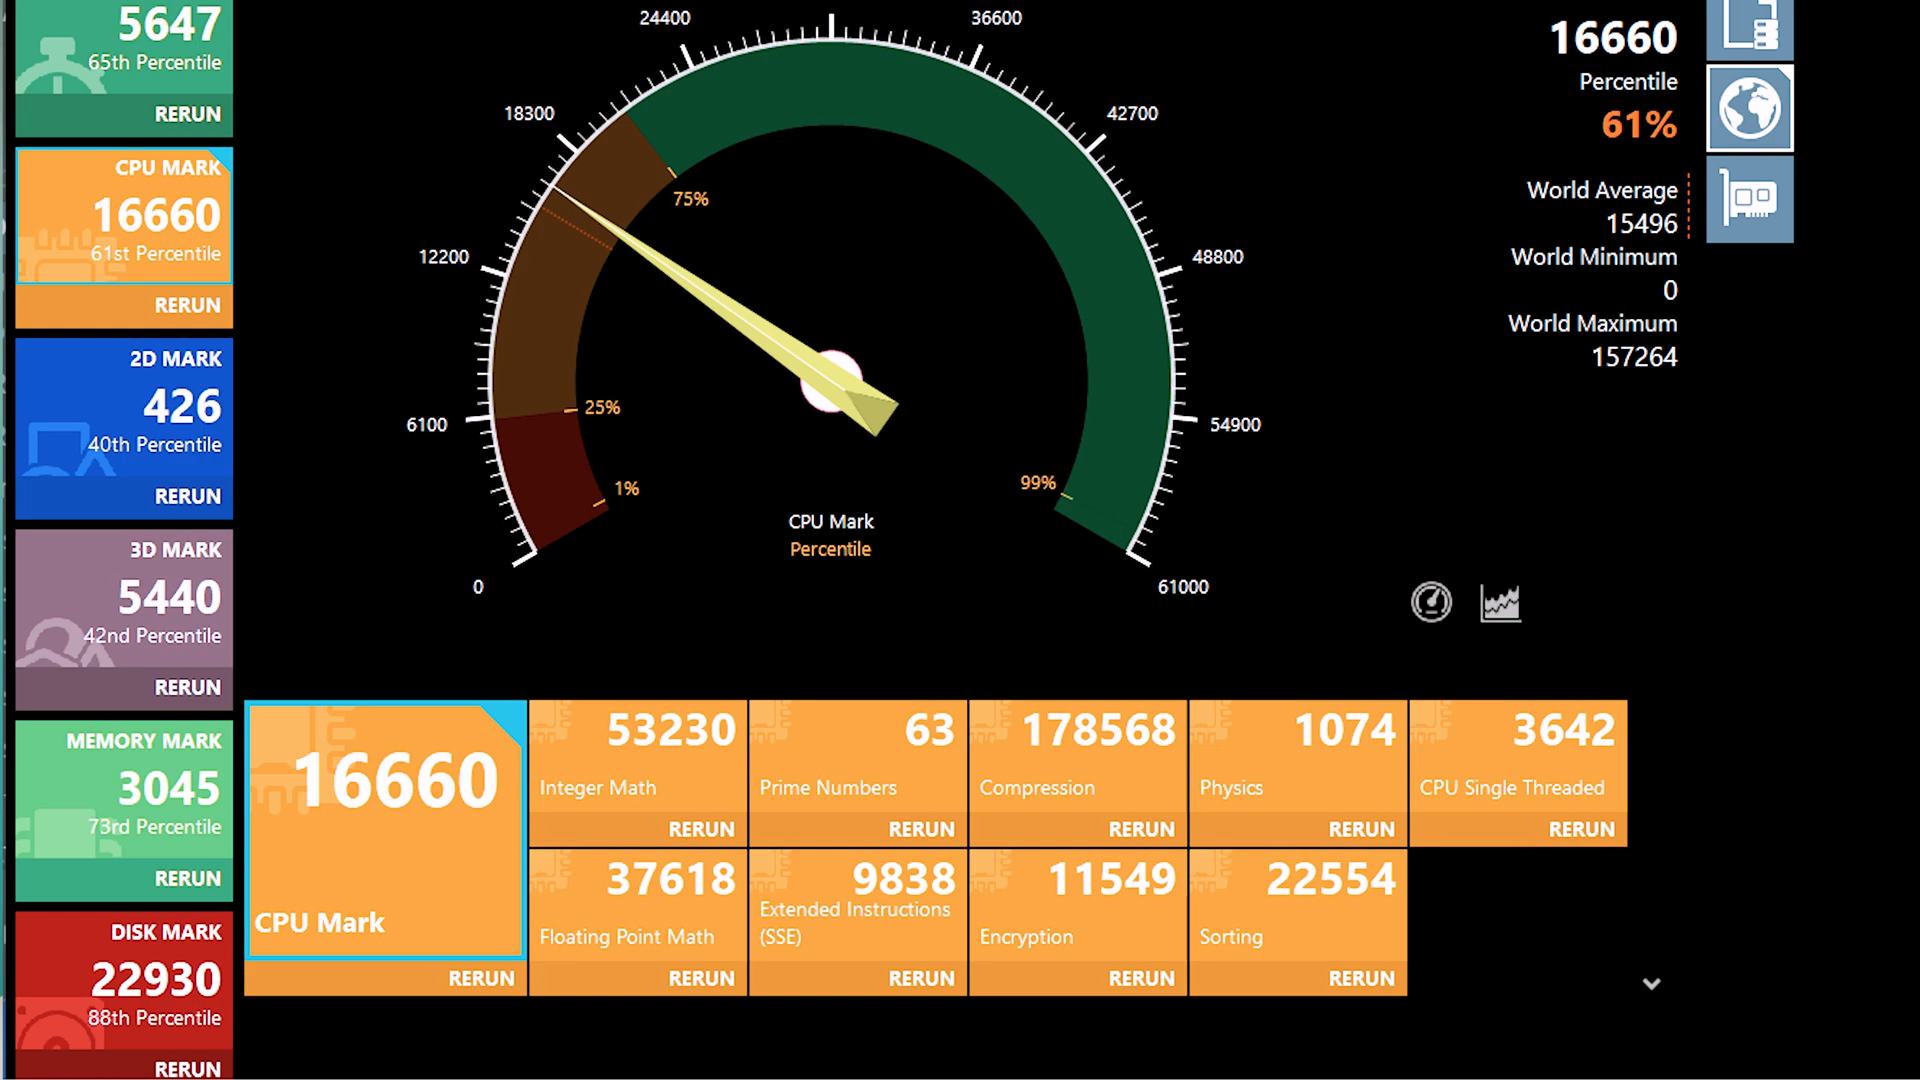 5647
65th Percentile
RERUN
CPU MARK
16660
61st Percentile
RERUN
2D MARK
426
40th Percentile
RERUN
3D MARK
5440
42nd Percentile
RERUN
MEMORY MARK
3045
73rd Percentile
RERUN
DISK MARK
22930
88th Percentile
RERUN
0
6100
12200
18300
24400
36600
42700
48800
54900
61000
1%
25%
75%
99%
CPU Mark
Percentile
16660
Percentile
61%
World Average
15496
World Minimum
0
World Maximum
157264
16660
CPU Mark
RERUN
53230
Integer Math
RERUN
63
Prime Numbers
RERUN
178568
Compression
RERUN
1074
Physics
RERUN
3642
CPU Single Threaded
RERUN
37618
Floating Point Math
RERUN
9838
Extended Instructions
(SSE)
RERUN
11549
Encryption
RERUN
22554
Sorting
RERUN